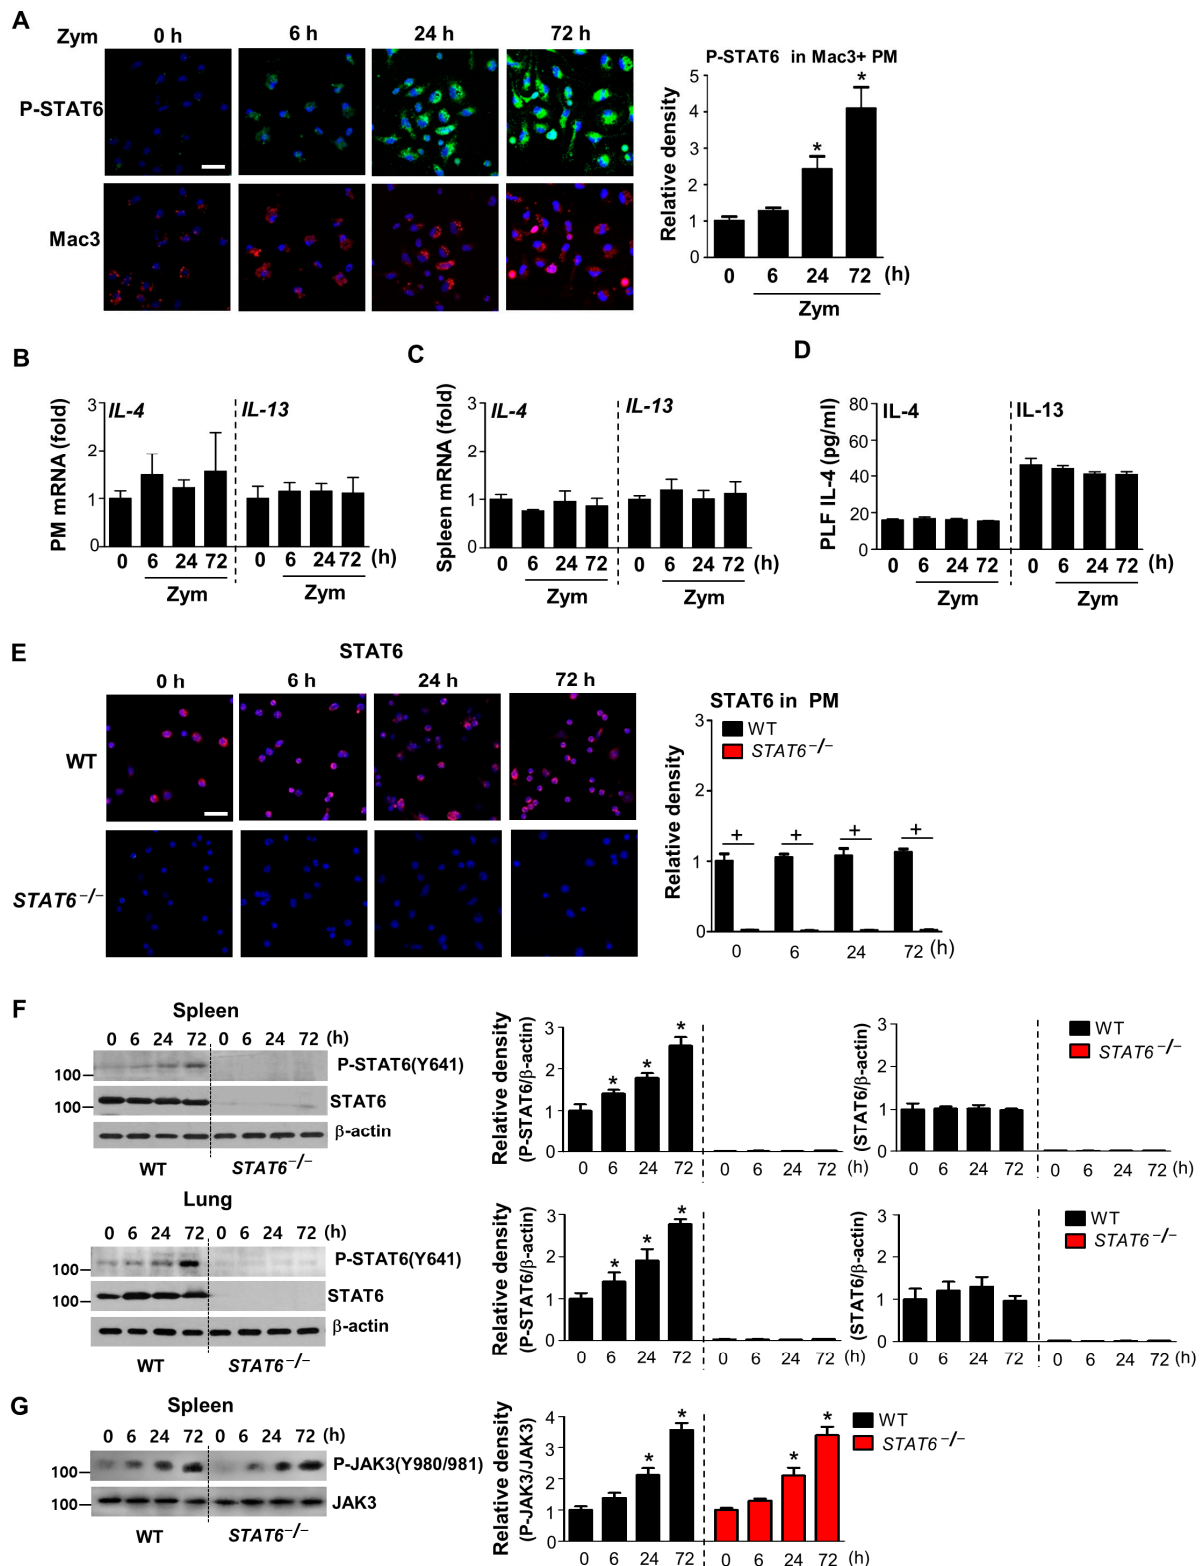 A
Zym 0 h 6 h 24 h 72 h
P-STAT6
Mac3
P-STAT6 in Mac3+ PM
Relative density
5
4
3
2
1
0
*
*
0 6 24 72 (h)
Zym
B
PM mRNA (fold)
3
2
1
0
IL-4 IL-13
0 6 24 72 0 6 24 72 (h)
Zym Zym
C
Spleen mRNA (fold)
3
2
1
0
IL-4 IL-13
0 6 24 72 0 6 24 72 (h)
Zym Zym
D
PLF IL-4 (pg/ml)
80
60
40
20
0
IL-4 IL-13
0 6 24 72 0 6 24 72 (h)
Zym Zym
E
STAT6
0 h 6 h 24 h 72 h
WT
STAT6−/−
STAT6 in PM
WT
STAT6−/−
Relative density
3
2
1
0
+ + + +
0 6 24 72 (h)
F
Spleen
0 6 24 72 0 6 24 72 (h)
100 P-STAT6(Y641)
100 STAT6
β-actin
WT STAT6−/−
Relative density
(P-STAT6/β-actin)
3
2
1
0
* * *
0 6 24 72 0 6 24 72 (h)
(STAT6/β-actin)
3
2
1
0
WT
STAT6−/−
0 6 24 72 0 6 24 72 (h)
Lung
0 6 24 72 0 6 24 72 (h)
100 P-STAT6(Y641)
100 STAT6
β-actin
WT STAT6−/−
Relative density
(P-STAT6/β-actin)
3
2
1
0
* * *
0 6 24 72 0 6 24 72 (h)
(STAT6/β-actin)
3
2
1
0
WT
STAT6−/−
0 6 24 72 0 6 24 72 (h)
G
Spleen
0 6 24 72 0 6 24 72 (h)
100 P-JAK3(Y980/981)
100 JAK3
WT STAT6−/−
Relative density
(P-JAK3/JAK3)
4
3
2
1
0
* * * *
WT
STAT6−/−
0 6 24 72 0 6 24 72 (h)